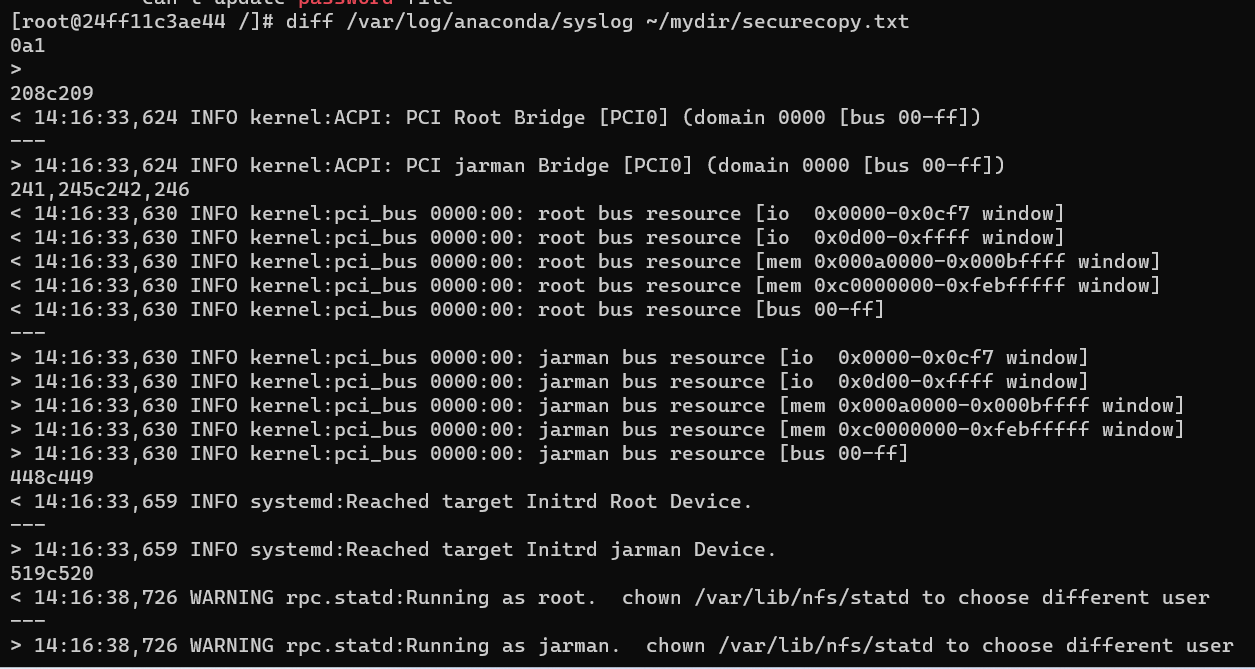 can't update password file
[root@24ff11c3ae44 /]# diff /var/log/anaconda/syslog ~/mydir/securecopy.txt
0a1
>
208c209
< 14:16:33,624 INFO kernel:ACPI: PCI Root Bridge [PCI0] (domain 0000 [bus 00-ff])
---
> 14:16:33,624 INFO kernel:ACPI: PCI jarman Bridge [PCI0] (domain 0000 [bus 00-ff])
241,245c242,246
< 14:16:33,630 INFO kernel:pci_bus 0000:00: root bus resource [io  0x0000-0x0cf7 window]
< 14:16:33,630 INFO kernel:pci_bus 0000:00: root bus resource [io  0x0d00-0xffff window]
< 14:16:33,630 INFO kernel:pci_bus 0000:00: root bus resource [mem 0x000a0000-0x000bffff window]
< 14:16:33,630 INFO kernel:pci_bus 0000:00: root bus resource [mem 0xc0000000-0xfebfffff window]
< 14:16:33,630 INFO kernel:pci_bus 0000:00: root bus resource [bus 00-ff]
---
> 14:16:33,630 INFO kernel:pci_bus 0000:00: jarman bus resource [io  0x0000-0x0cf7 window]
> 14:16:33,630 INFO kernel:pci_bus 0000:00: jarman bus resource [io  0x0d00-0xffff window]
> 14:16:33,630 INFO kernel:pci_bus 0000:00: jarman bus resource [mem 0x000a0000-0x000bffff window]
> 14:16:33,630 INFO kernel:pci_bus 0000:00: jarman bus resource [mem 0xc0000000-0xfebfffff window]
> 14:16:33,630 INFO kernel:pci_bus 0000:00: jarman bus resource [bus 00-ff]
448c449
< 14:16:33,659 INFO systemd:Reached target Initrd Root Device.
---
> 14:16:33,659 INFO systemd:Reached target Initrd jarman Device.
519c520
< 14:16:38,726 WARNING rpc.statd:Running as root.  chown /var/lib/nfs/statd to choose different user
---
> 14:16:38,726 WARNING rpc.statd:Running as jarman.  chown /var/lib/nfs/statd to choose different user